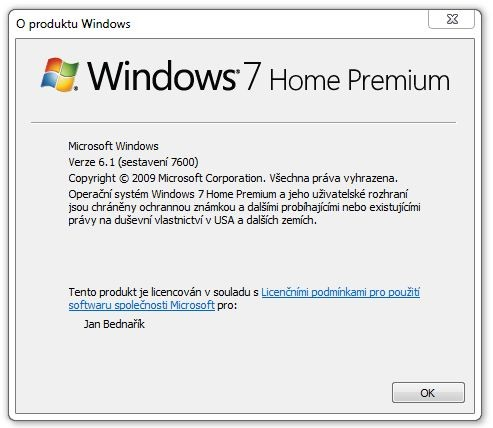 O produktu Windows
Windows® 7 Home Premium
Microsoft Windows
Verze 6.1 (sestavení 7600)
Copyright © 2009 Microsoft Corporation. Všechna práva vyhrazena.
Operační systém Windows 7 Home Premium a jeho uživatelské rozhraní
jsou chráněny ochrannou známkou a dalšími probíhajícími nebo existujícími
právy na duševní vlastnictví v USA a dalších zemích.
Tento produkt je licencován v souladu s Licenčními podmínkami pro použití
softwaru společnosti Microsoft pro:
Jan Bednařík
OK